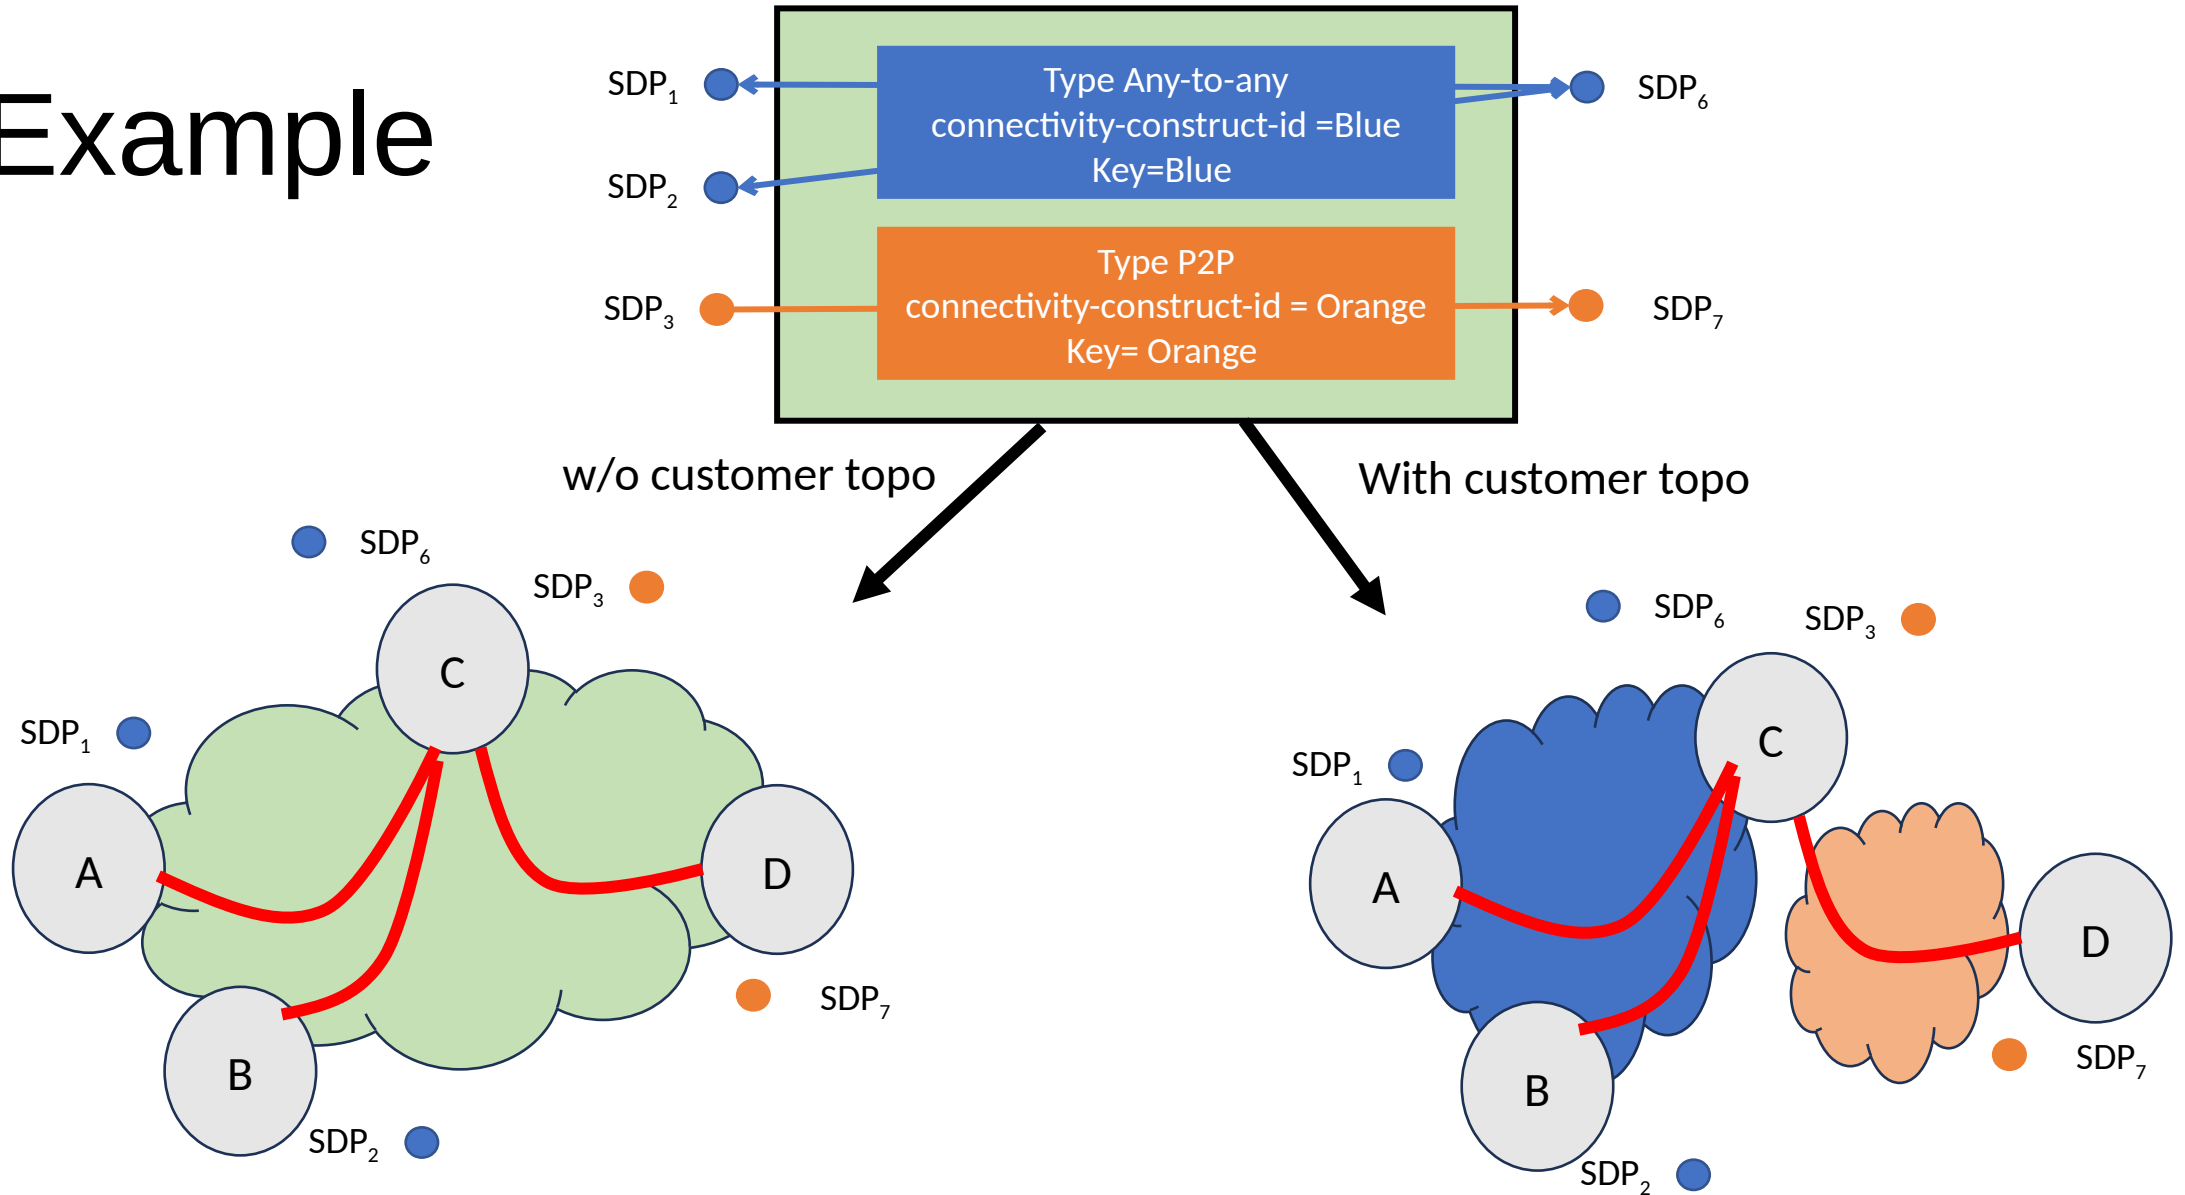 Example
SDP1
SDP2
SDP3
Type Any-to-any
connectivity-construct-id =Blue
Key=Blue
Type P2P
connectivity-construct-id = Orange
Key= Orange
SDP6
SDP7
w/o customer topo
With customer topo
SDP6
SDP3
C
SDP1
A
D
SDP7
B
SDP2
SDP6
SDP3
C
SDP1
A
D
SDP7
B
SDP2